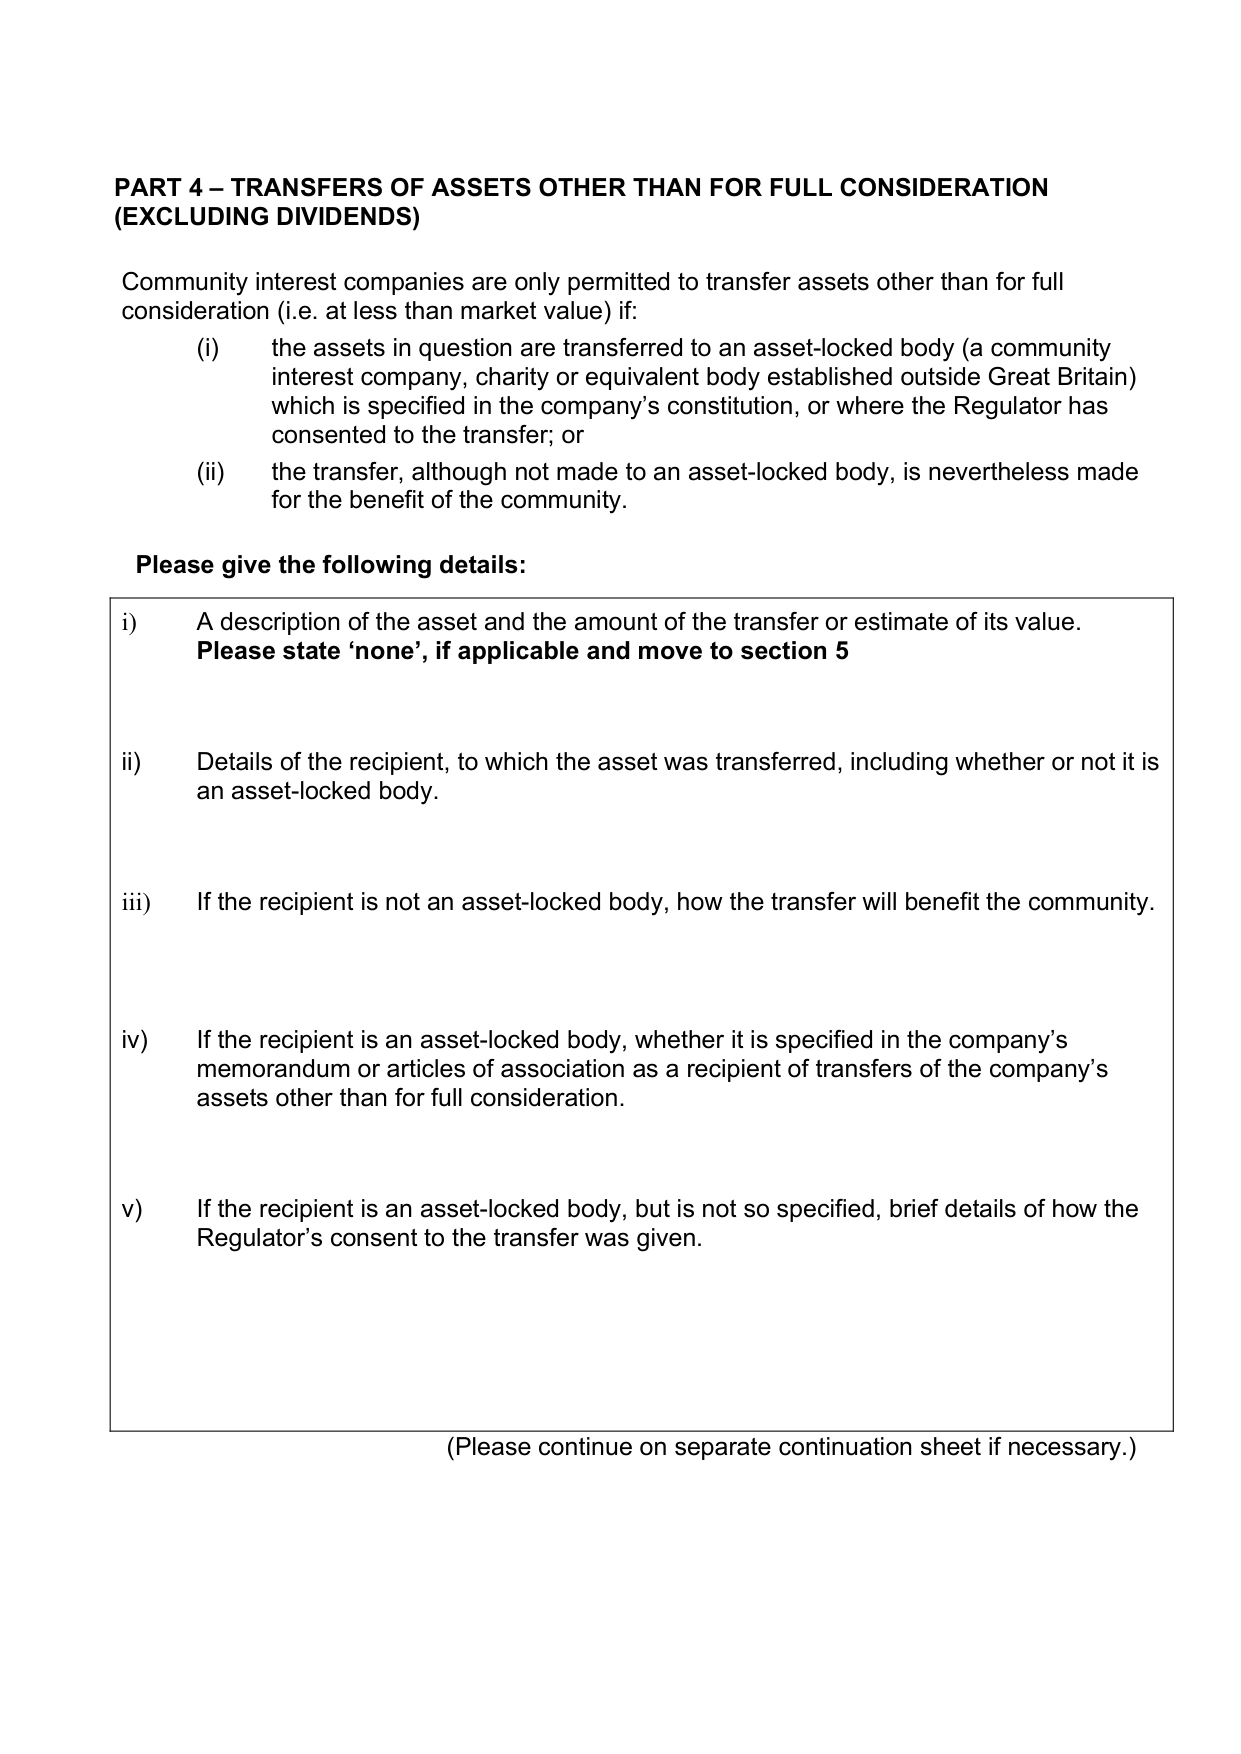 PART 4 – TRANSFERS OF ASSETS OTHER THAN FOR FULL CONSIDERATION
(EXCLUDING DIVIDENDS)
Community interest companies are only permitted to transfer assets other than for full
consideration (i.e. at less than market value) if:
(i) the assets in question are transferred to an asset-locked body (a community
interest company, charity or equivalent body established outside Great Britain)
which is specified in the company’s constitution, or where the Regulator has
consented to the transfer; or
(ii) the transfer, although not made to an asset-locked body, is nevertheless made
for the benefit of the community.
Please give the following details:
i) A description of the asset and the amount of the transfer or estimate of its value.
Please state ‘none’, if applicable and move to section 5
ii) Details of the recipient, to which the asset was transferred, including whether or not it is
an asset-locked body.
iii) If the recipient is not an asset-locked body, how the transfer will benefit the community.
iv) If the recipient is an asset-locked body, whether it is specified in the company’s
memorandum or articles of association as a recipient of transfers of the company’s
assets other than for full consideration.
v) If the recipient is an asset-locked body, but is not so specified, brief details of how the
Regulator’s consent to the transfer was given.
(Please continue on separate continuation sheet if necessary.)